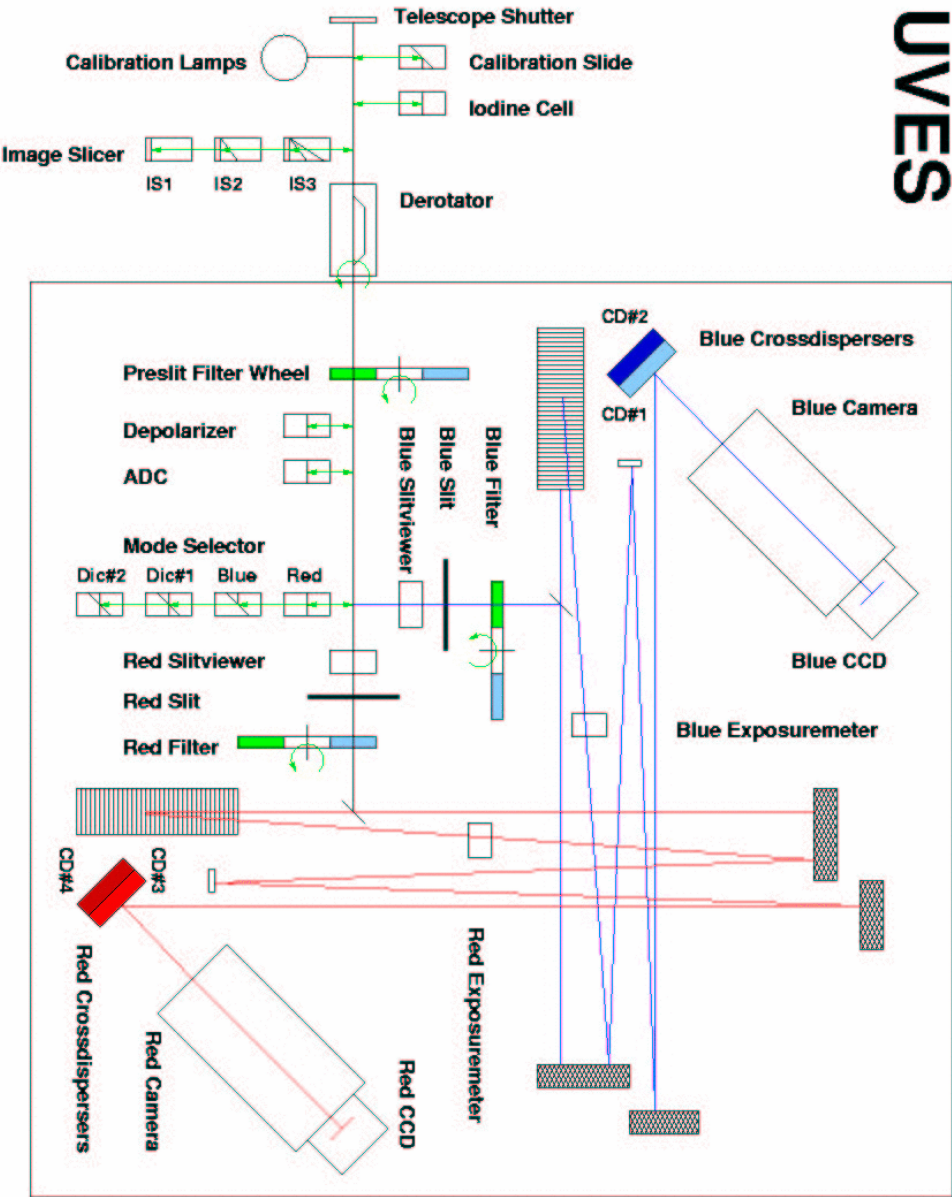 UVES
Telescope Shutter
Calibration Lamps
Calibration Slide
Iodine Cell
Image Slicer
IS1
IS2
IS3
Derotator
CD#2
Blue Crossdispersers
Preslit Filter Wheel
CD#1
Blue Camera
Depolarizer
ADC
Blue Slitviewer
Blue Slit
Blue Filter
Mode Selector
Dic#2
Dic#1
Blue
Red
Red Slitviewer
Blue CCD
Red Slit
Blue Exposuremeter
Red Filter
CD#3
CD#4
Red Crossdispersers
Red Camera
Red CCD
Red Exposuremeter